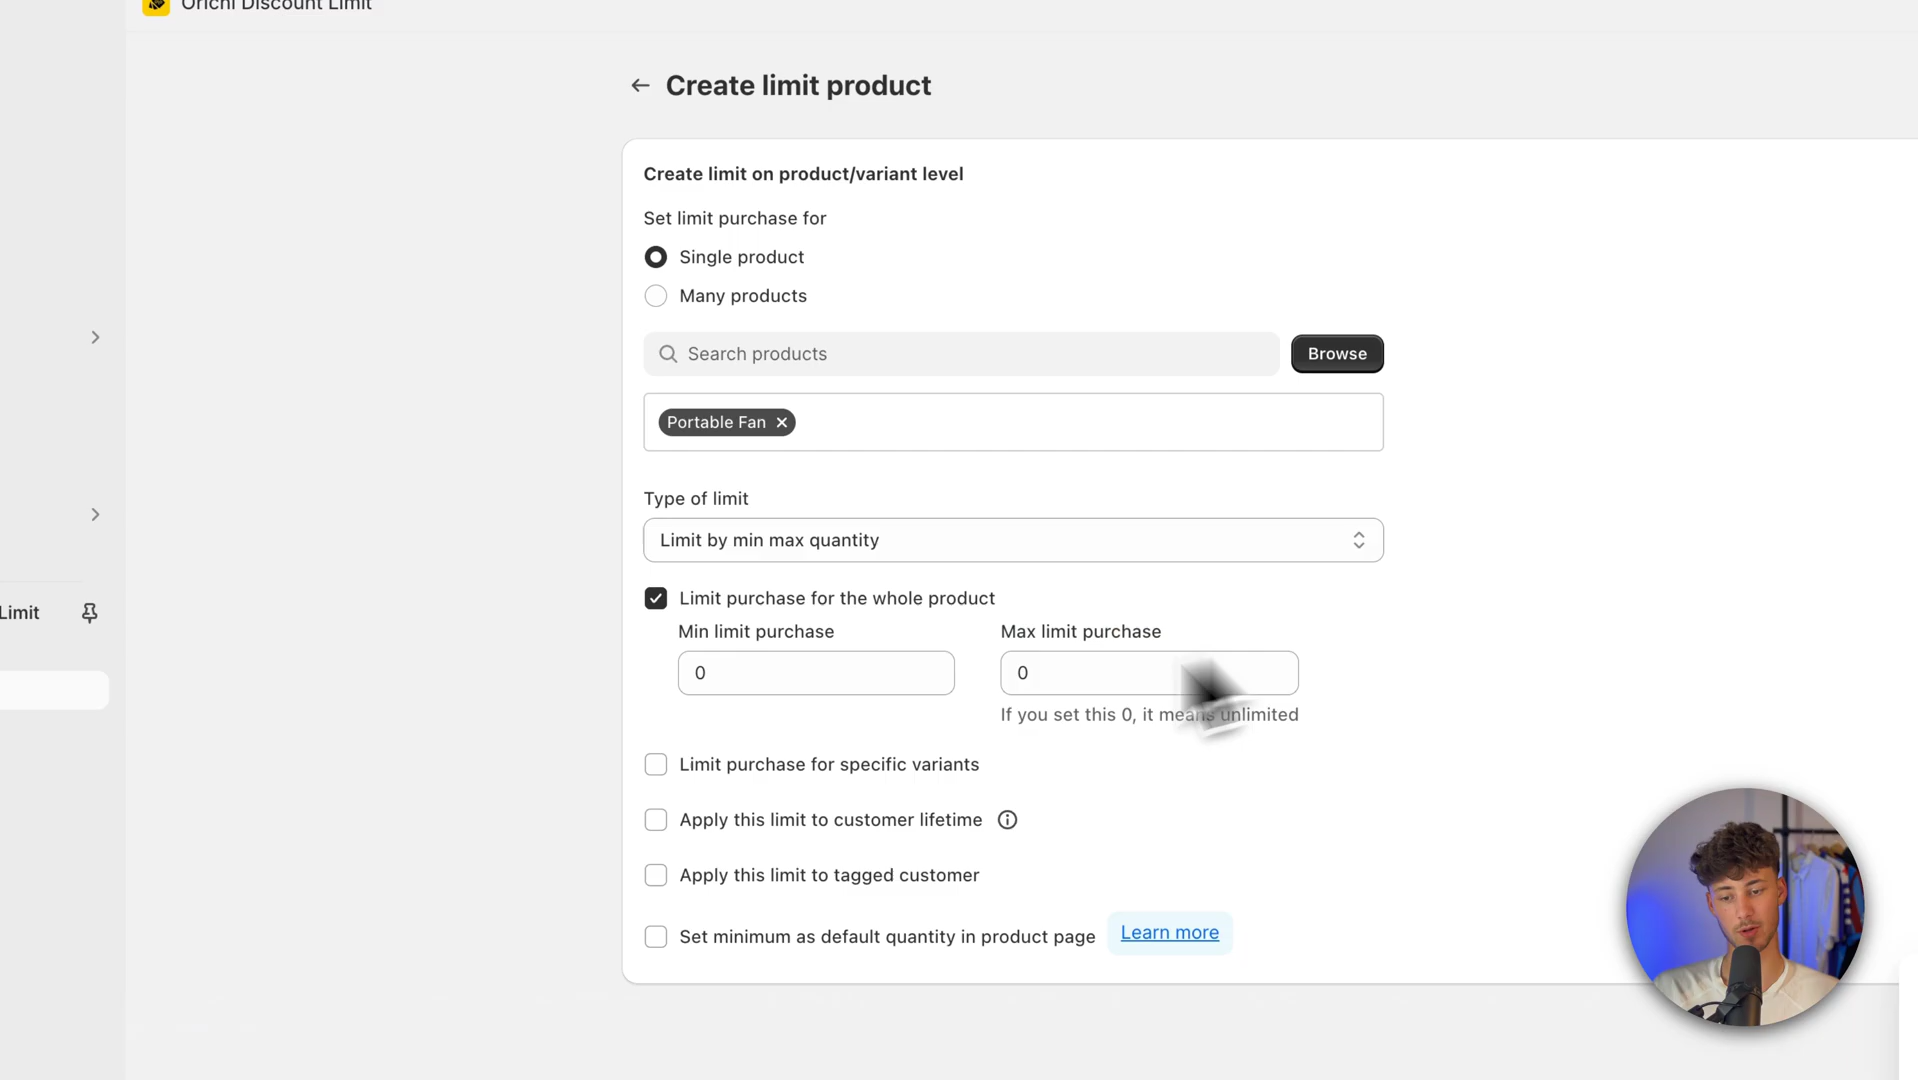 Orichi Discount Limit
Create limit product
Create limit on product/variant level
Set limit purchase for
Single product
Many products
Search products
Browse
Portable Fan
Type of limit
Limit by min max quantity
Limit
Limit purchase for the whole product
Min limit purchase
Max limit purchase
0
0
If you set this 0, it means unlimited
Limit purchase for specific variants
Apply this limit to customer lifetime
Apply this limit to tagged customer
Set minimum as default quantity in product page
Learn more